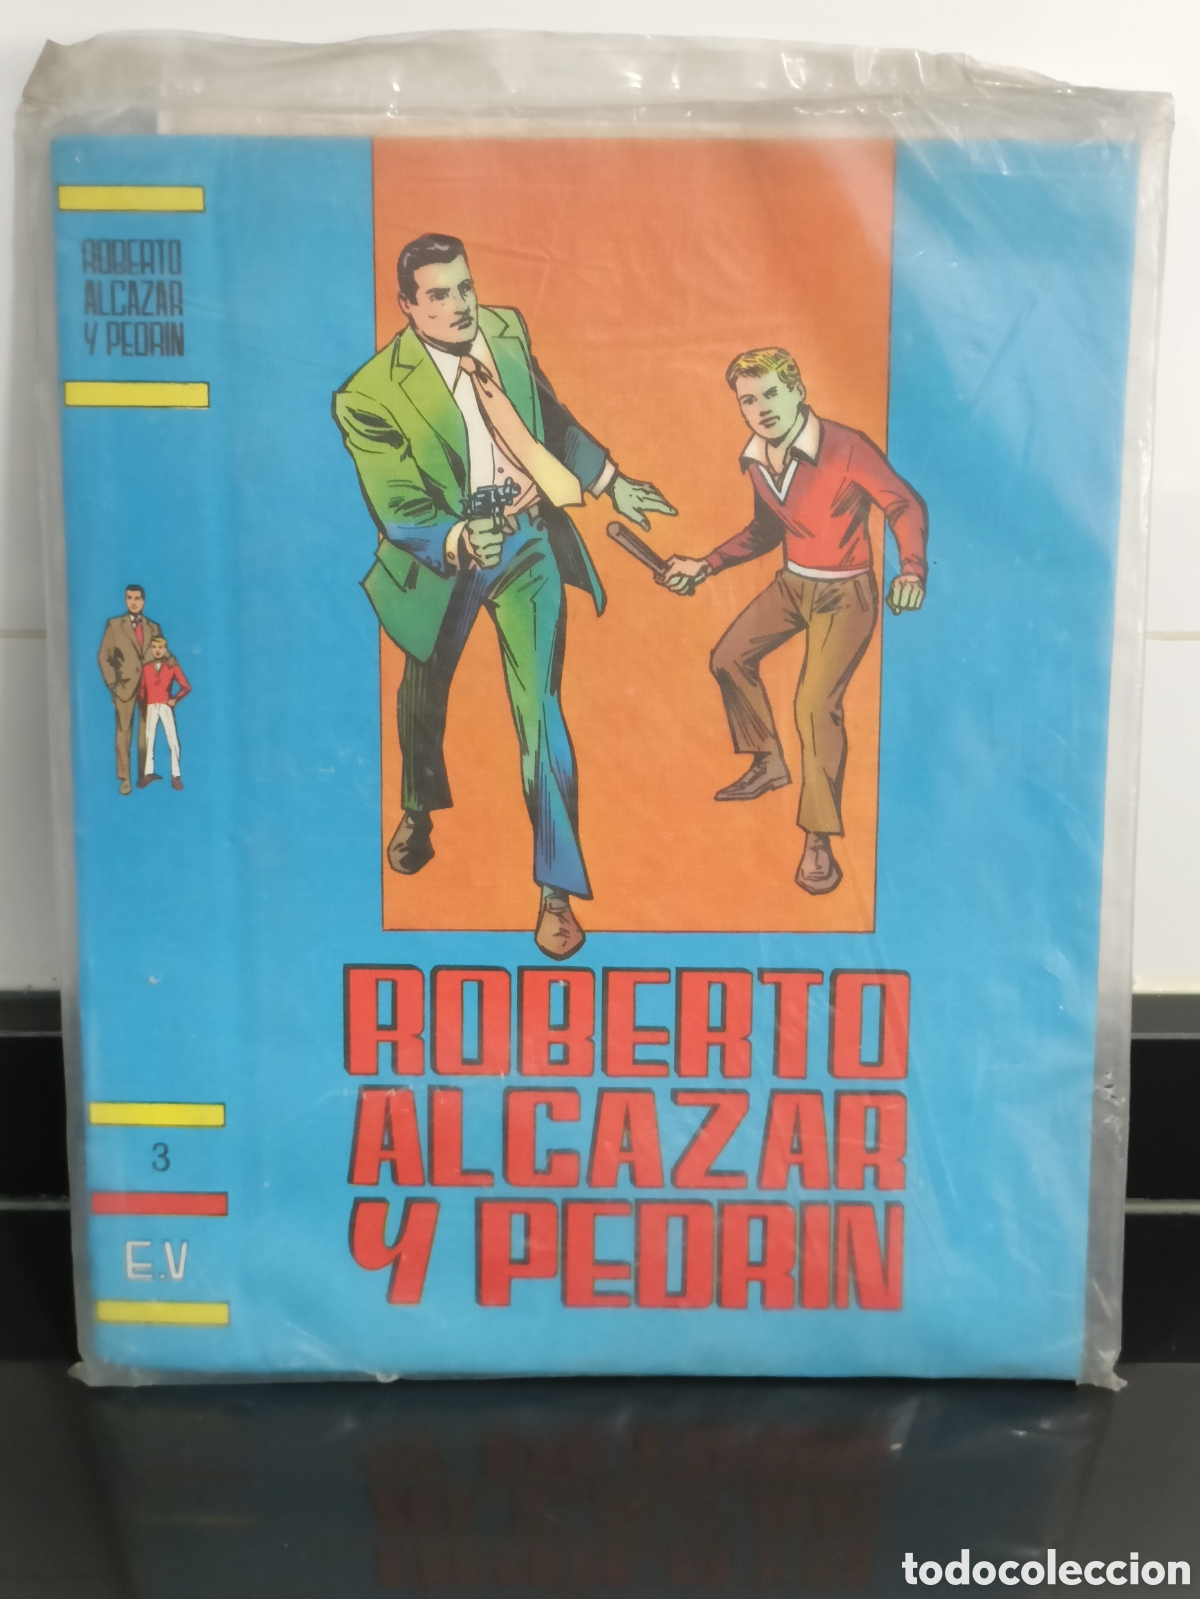 ROBERTO
ALCAZAR
Y PEDRIN
3
E.V
ROBERTO
ALCAZAR
Y PEDRIN
todocoleccion